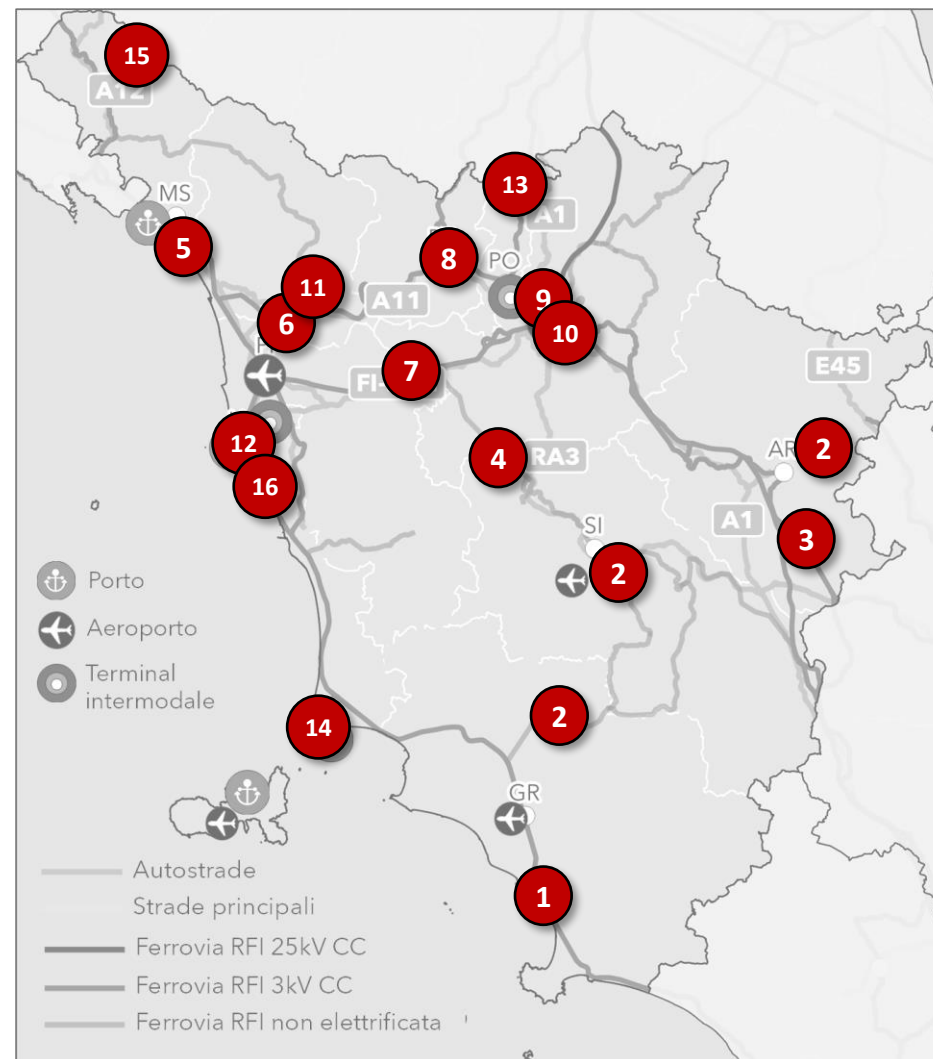 15
A12
13
MS
A1
5
8
PO
11
9
A11
6
10
7
FI-
E45
12
4
RA3
AR
2
16
A1
3
SI
2
Porto
Aeroporto
Terminal
intermodale
2
14
GR
1
Autostrade
Strade principali
Ferrovia RFI 25kV CC
Ferrovia RFI 3kV CC
Ferrovia RFI non elettrificata